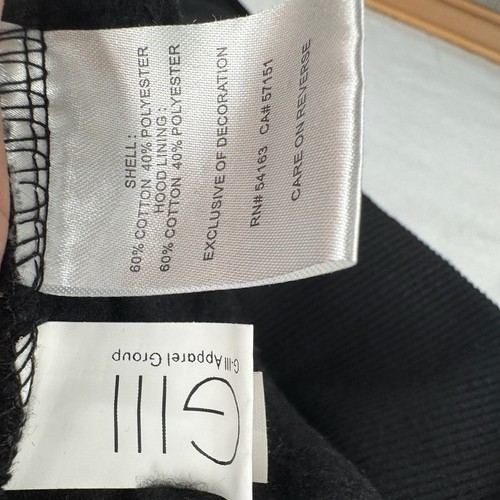 SHELL:
60% COTTON 40% POLYESTER
HOOD LINING:
60% COTTON 40% POLYESTER
EXCLUSIVE OF DECORATION
RN# 54163 CA# 57151
CARE ON REVERSE
GIII
G-III Apparel Group